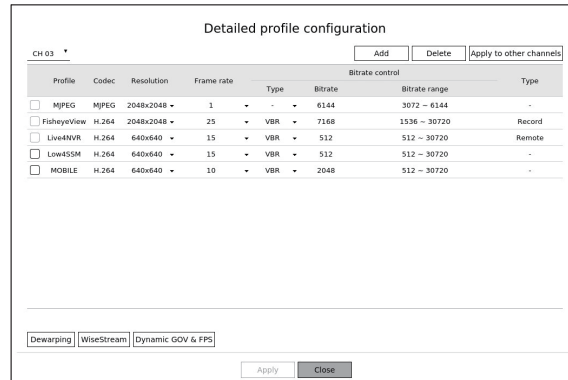 Detailed profile configuration
CH 03 Add Delete Apply to other channels
Profile Codec Resolution Frame rate Bitrate control Type
Type Bitrate Bitrate range
MJPEG MJPEG 2048x2048 1 - 6144 3072 ~ 6144 -
FisheyeView H.264 2048x2048 25 VBR 7168 1536 ~ 30720 Record
Live4NVR H.264 640x640 15 VBR 512 512 ~ 30720 Remote
Low4SSM H.264 640x640 15 VBR 512 512 ~ 30720 -
MOBILE H.264 640x640 10 VBR 2048 512 ~ 30720 -
Dewarping WiseStream Dynamic GOV & FPS
Apply Close